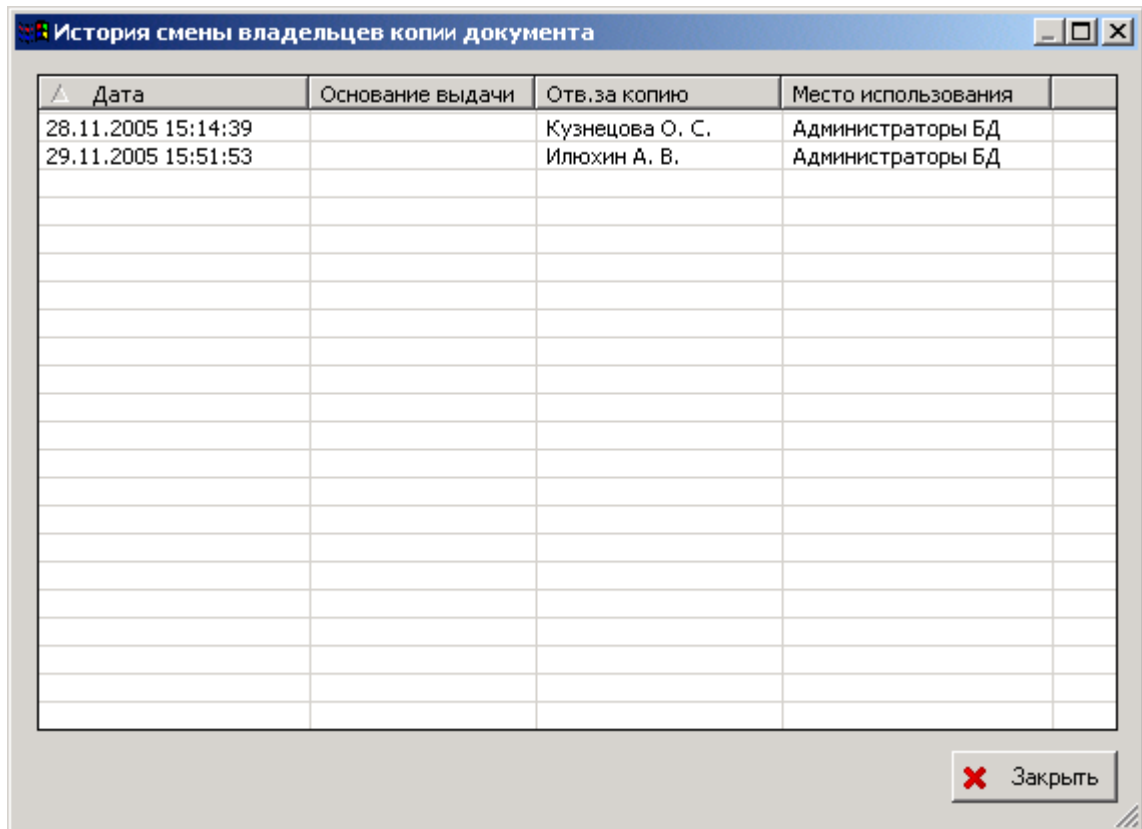 История смены владельцев копии документа
Дата Основание выдачи Отв.за копию Место использования
28.11.2005 15:14:39 Кузнецова О. С. Администраторы БД
29.11.2005 15:51:53 Илюхин А. В. Администраторы БД
Закрыть